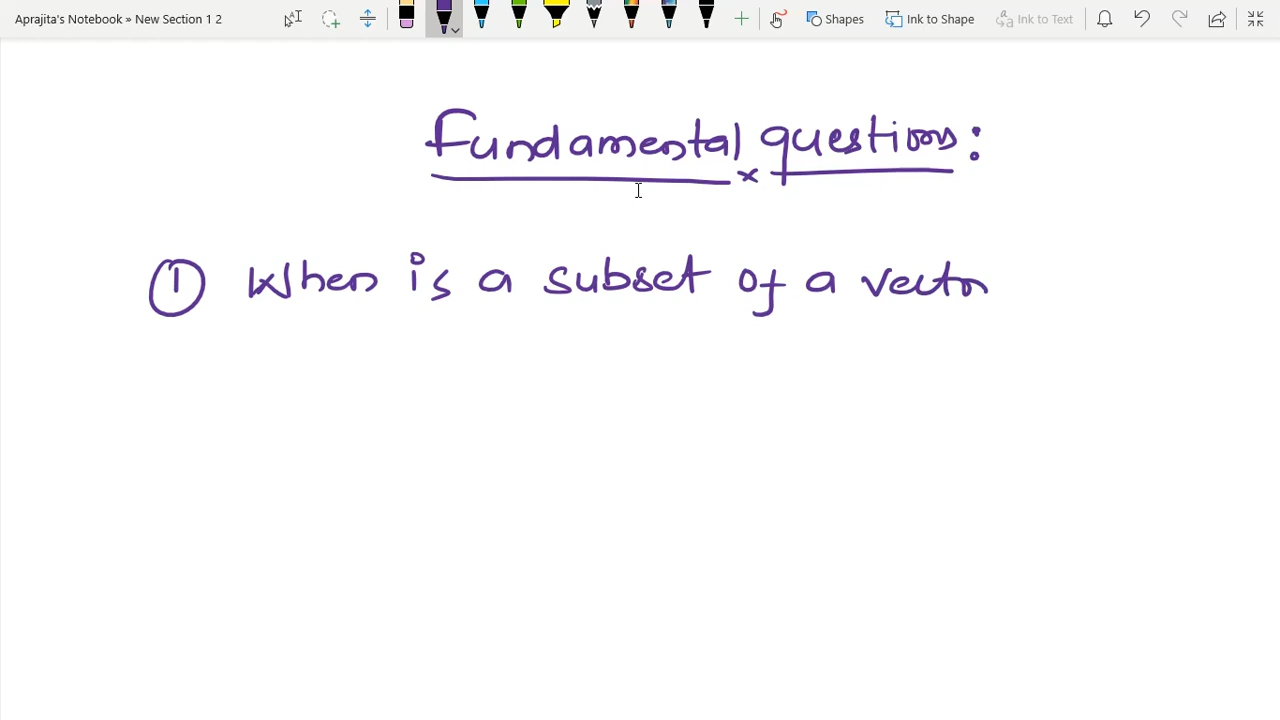 Aprajita's Notebook » New Section 1 2
Shapes
Ink to Shape
Ink to Text
Fundamental questions:
① When is a subset of a vector